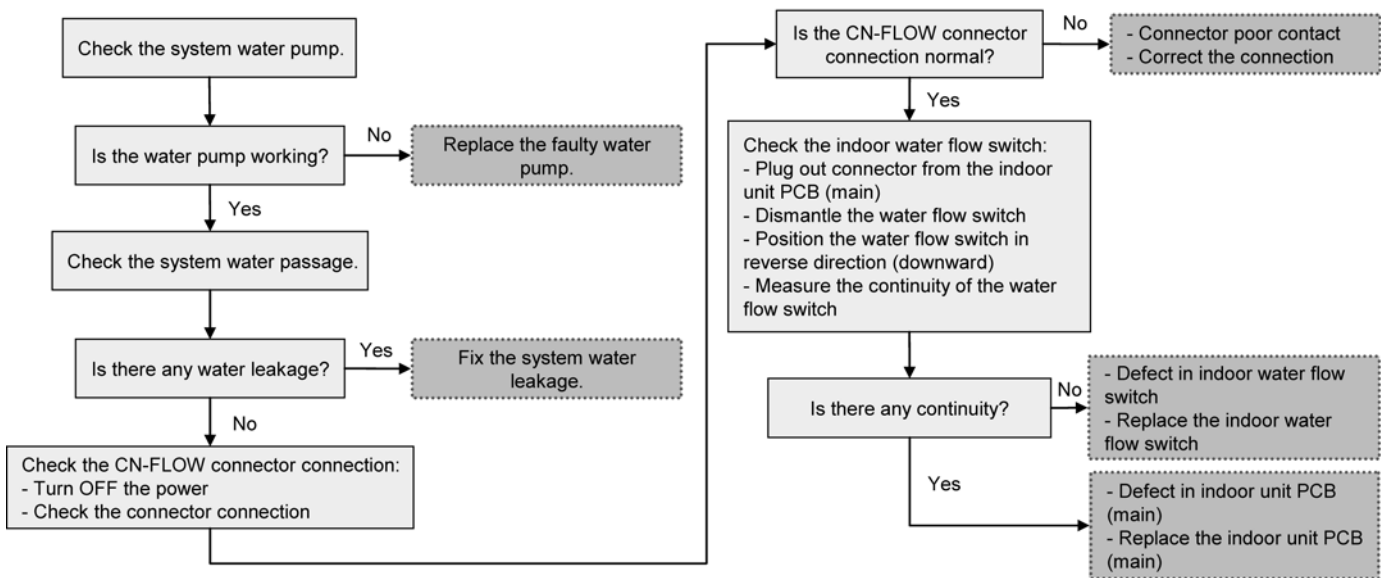 Check the system water pump.
Is the water pump working?
No
Replace the faulty water
pump.
Yes
Check the system water passage.
Is there any water leakage?
Yes
Fix the system water
leakage.
No
Check the CN-FLOW connector connection:
- Turn OFF the power
- Check the connector connection
Is the CN-FLOW connector
connection normal?
No
- Connector poor contact
- Correct the connection
Yes
Check the indoor water flow switch:
- Plug out connector from the indoor
unit PCB (main)
- Dismantle the water flow switch
- Position the water flow switch in
reverse direction (downward)
- Measure the continuity of the water
flow switch
Is there any continuity?
No
- Defect in indoor water flow
switch
- Replace the indoor water
flow switch
Yes
- Defect in indoor unit PCB
(main)
- Replace the indoor unit PCB
(main)